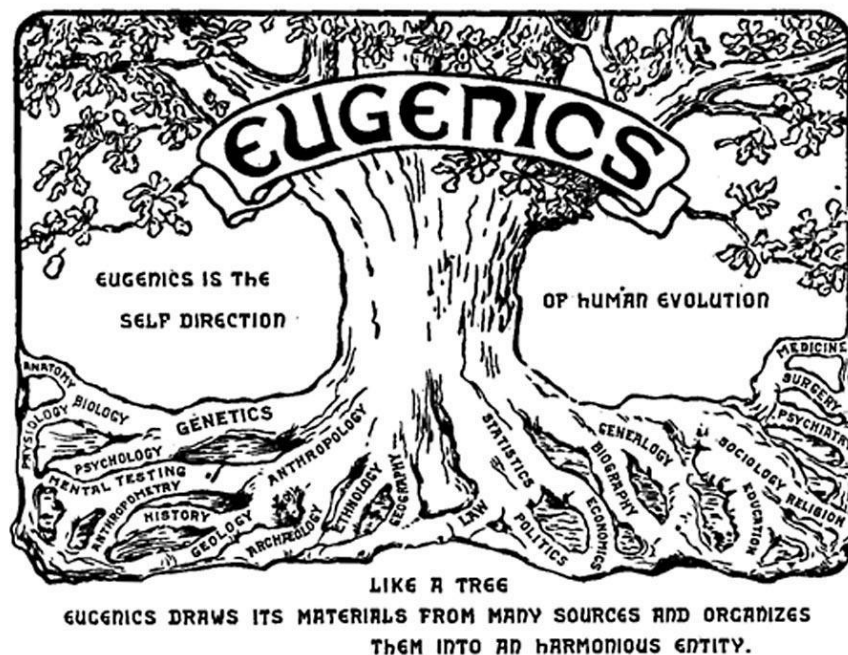 EUGENICS
EUGENICS IS THE
SELF DIRECTION
OF HUMAN EVOLUTION
ANATOMY
BIOLOGY
PHYSIOLOGY
GENETICS
PSYCHOLOGY
MENTAL TESTING
ANTHROPOMETRY
HISTORY
GEOLOGY
ANTHROPOLOGY
ARCHÆOLOGY
ETHNOLOGY
GEOGRAPHY
LAW
STATISTICS
POLITICS
ECONOMICS
BIOGRAPHY
GENEALOGY
EDUCATION
SOCIOLOGY
RELIGION
PSYCHIATRY
SURGERY
MEDICINE
LIKE A TREE
EUGENICS DRAWS ITS MATERIALS FROM MANY SOURCES AND ORGANIZES
THEM INTO AN HARMONIOUS ENTITY.